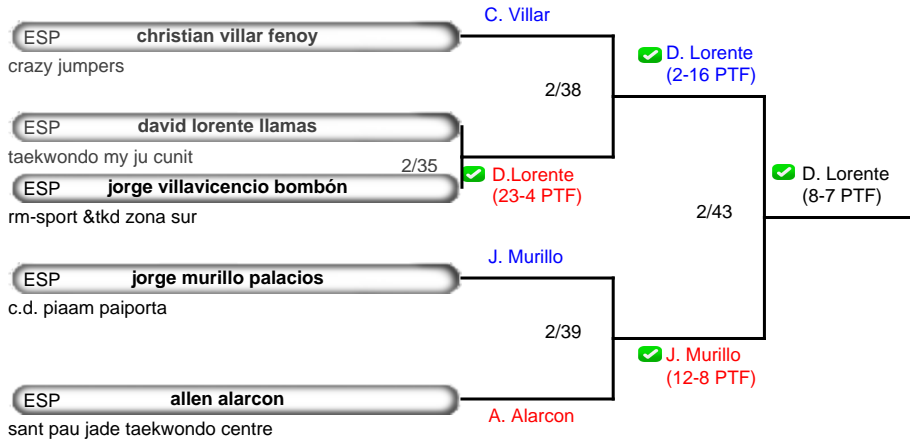 C. Villar
ESP christian villar fenoy
crazy jumpers
D. Lorente
(2-16 PTF)
2/38
ESP david lorente llamas
taekwondo my ju cunit
2/35
D.Lorente
(23-4 PTF)
D. Lorente
(8-7 PTF)
ESP jorge villavicencio bombón
rm-sport &tkd zona sur
2/43
J. Murillo
ESP jorge murillo palacios
c.d. piaam paiporta
2/39
J. Murillo
(12-8 PTF)
ESP allen alarcon
A. Alarcon
sant pau jade taekwondo centre